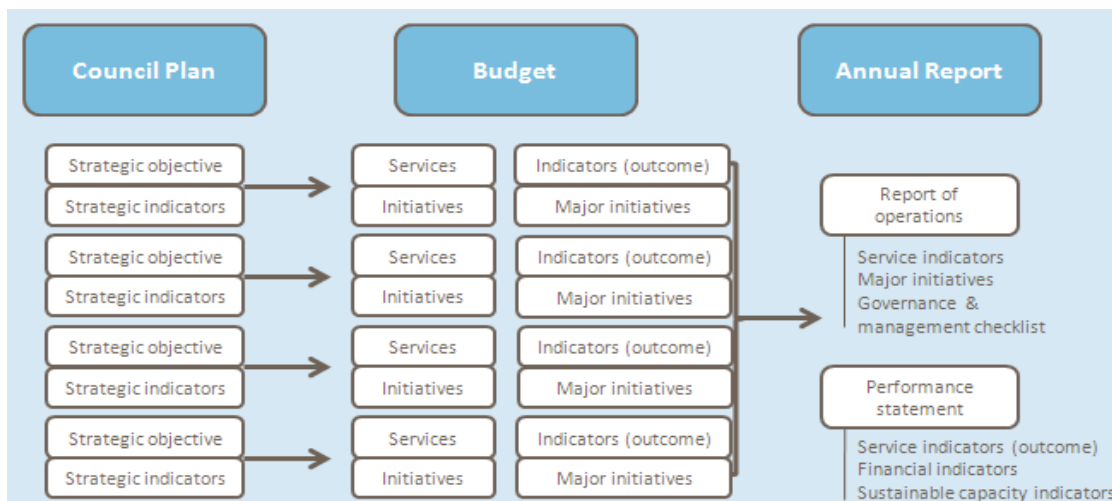 Council Plan
Budget
Annual Report
Strategic objective
Strategic indicators
Services
Initiatives
Indicators (outcome)
Major initiatives
Strategic objective
Strategic indicators
Services
Initiatives
Indicators (outcome)
Major initiatives
Strategic objective
Strategic indicators
Services
Initiatives
Indicators (outcome)
Major initiatives
Strategic objective
Strategic indicators
Services
Initiatives
Indicators (outcome)
Major initiatives
Report of
operations
Service indicators
Major initiatives
Governance &
management checklist
Performance
statement
Service indicators (outcome)
Financial indicators
Sustainable capacity indicators